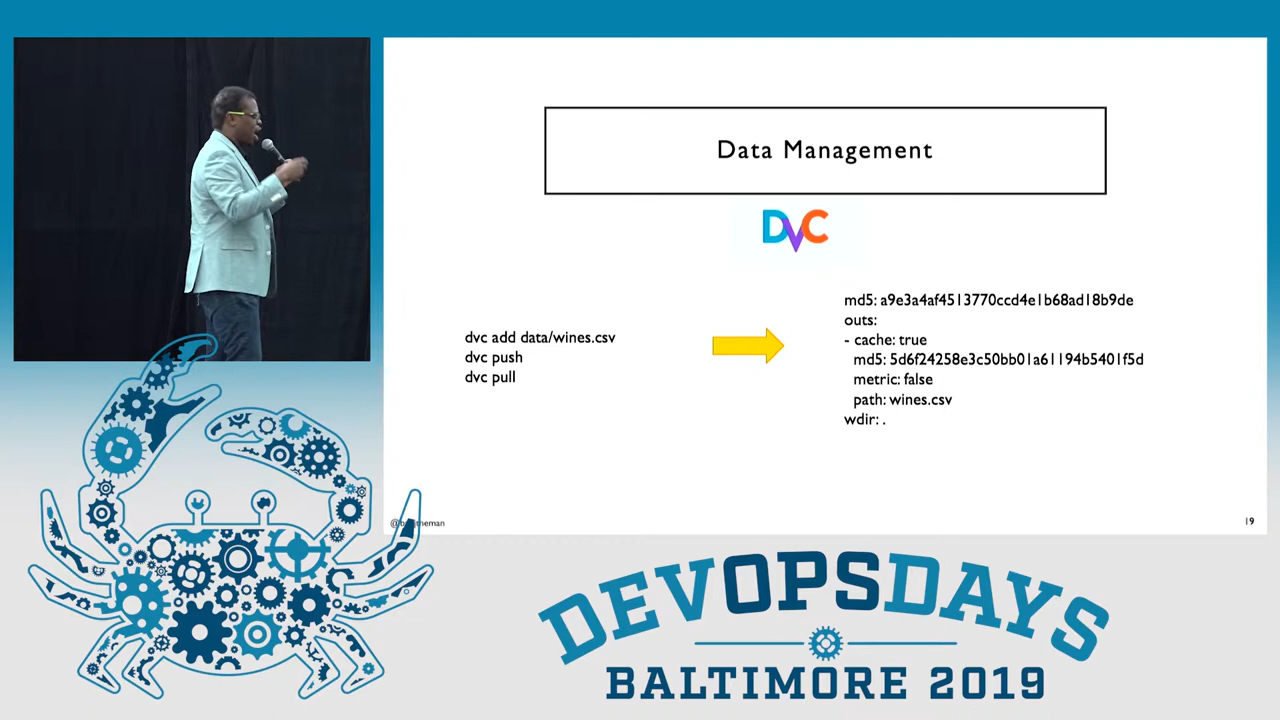 Data Management
DVC
dvc add data/wines.csv
dvc push
dvc pull
md5: a9e3a4af4513770ccd4e1b68ad18b9de
outs:
- cache: true
md5: 5d6f24258e3c50bb01a61194b5401f5d
metric: false
path: wines.csv
wdir: .
19
DEVOPSDAYS
BALTIMORE 2019